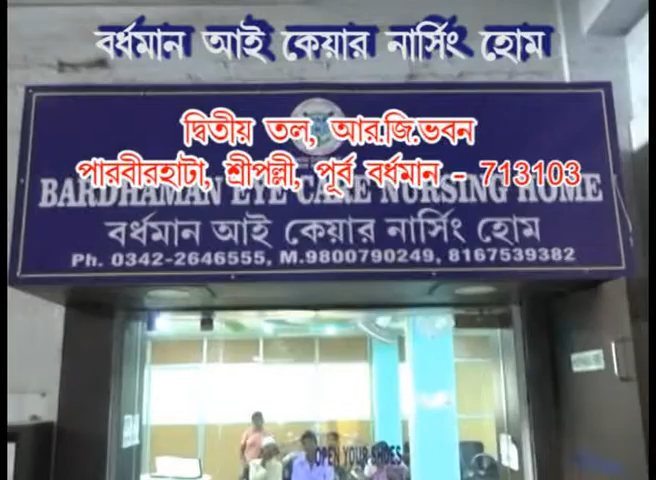 বর্ধমান আই কেয়ার নার্সিং হোম
দ্বিতীয় তল, আর.জি.ভবন
পারবীরহাটা, শ্রীপল্লী, পূর্ব বর্ধমান - 713103
BARDHAMAN EYE CARE NURSING HOME
বর্ধমান আই কেয়ার নার্সিং হোম
Ph. 0342-2646555, M.9800790249, 8167539382
OPEN YOUR SHOES